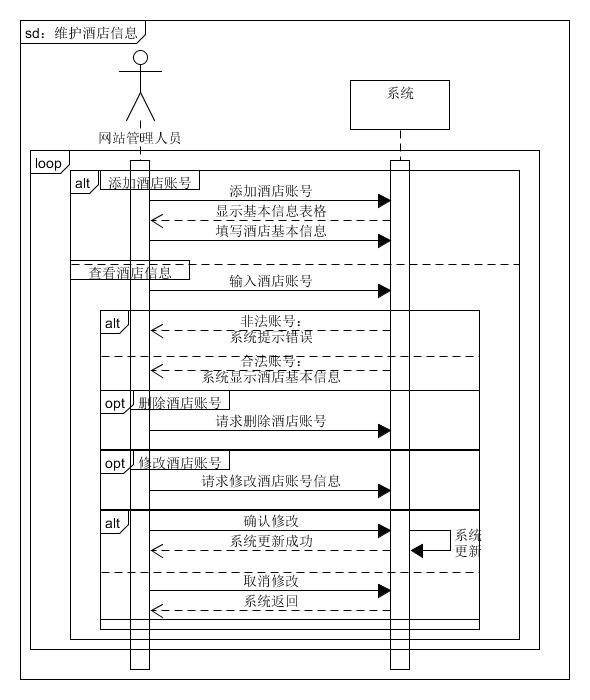 sd：维护酒店信息
系统
网站管理人员
loop
alt
添加酒店账号
添加酒店账号
显示基本信息表格
填写酒店基本信息
查看酒店信息
输入酒店账号
alt
非法账号：
系统提示错误
合法账号：
系统显示酒店基本信息
opt
删除酒店账号
请求删除酒店账号
opt
修改酒店账号
请求修改酒店账号信息
alt
确认修改
系统
更新
系统更新成功
取消修改
系统返回